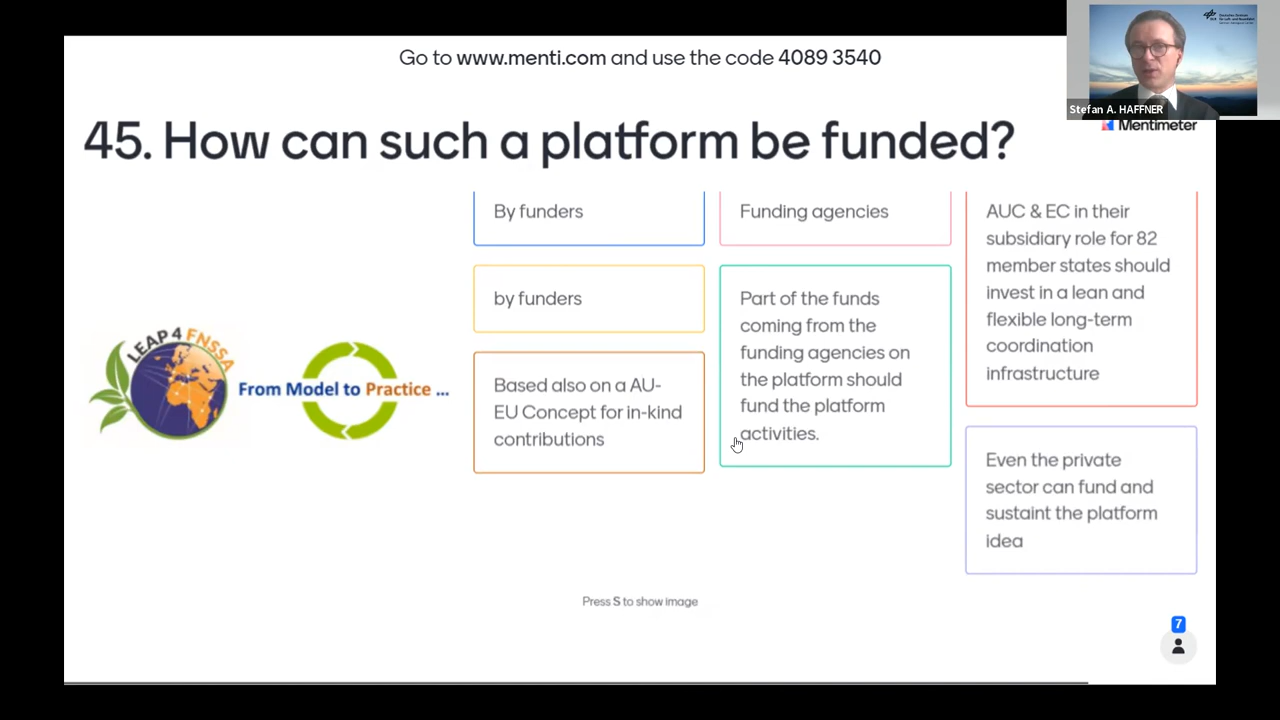 Go to www.menti.com and use the code 4089 3540
Stefan A. HAFFNER
Mentimeter
45. How can such a platform be funded?
By funders
by funders
Based also on a AU-
EU Concept for in-kind
contributions
Funding agencies
Part of the funds
coming from the
funding agencies on
the platform should
fund the platform
activities.
AUC & EC in their
subsidiary role for 82
member states should
invest in a lean and
flexible long-term
coordination
infrastructure
Even the private
sector can fund and
sustaint the platform
idea
LEAP 4 FNSSA
From Model to Practice ...
Press S to show image
7